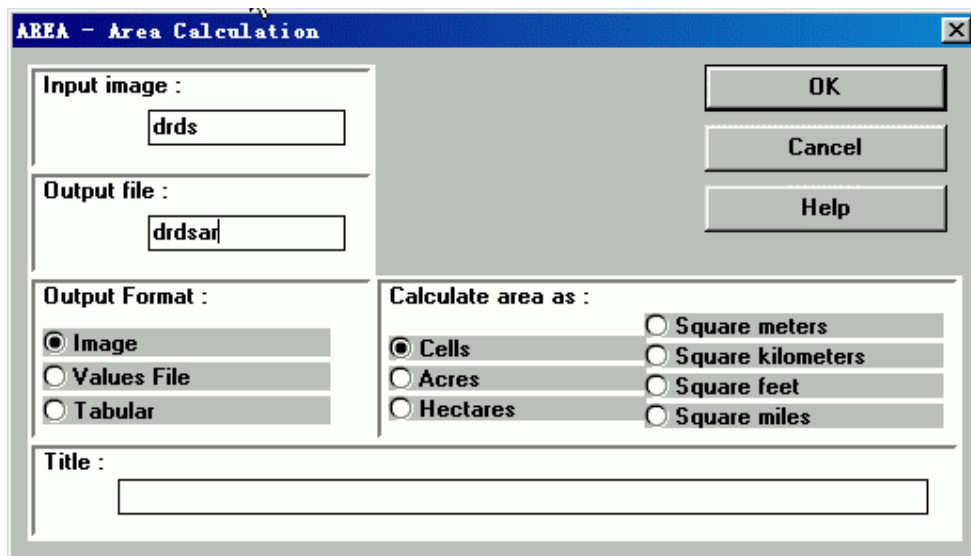 AREA - Area Calculation
Input image :
drds
OK
Cancel
Output file :
drdsar
Help
Output Format :
Image
Values File
Tabular
Calculate area as :
Cells
Acres
Hectares
Square meters
Square kilometers
Square feet
Square miles
Title :